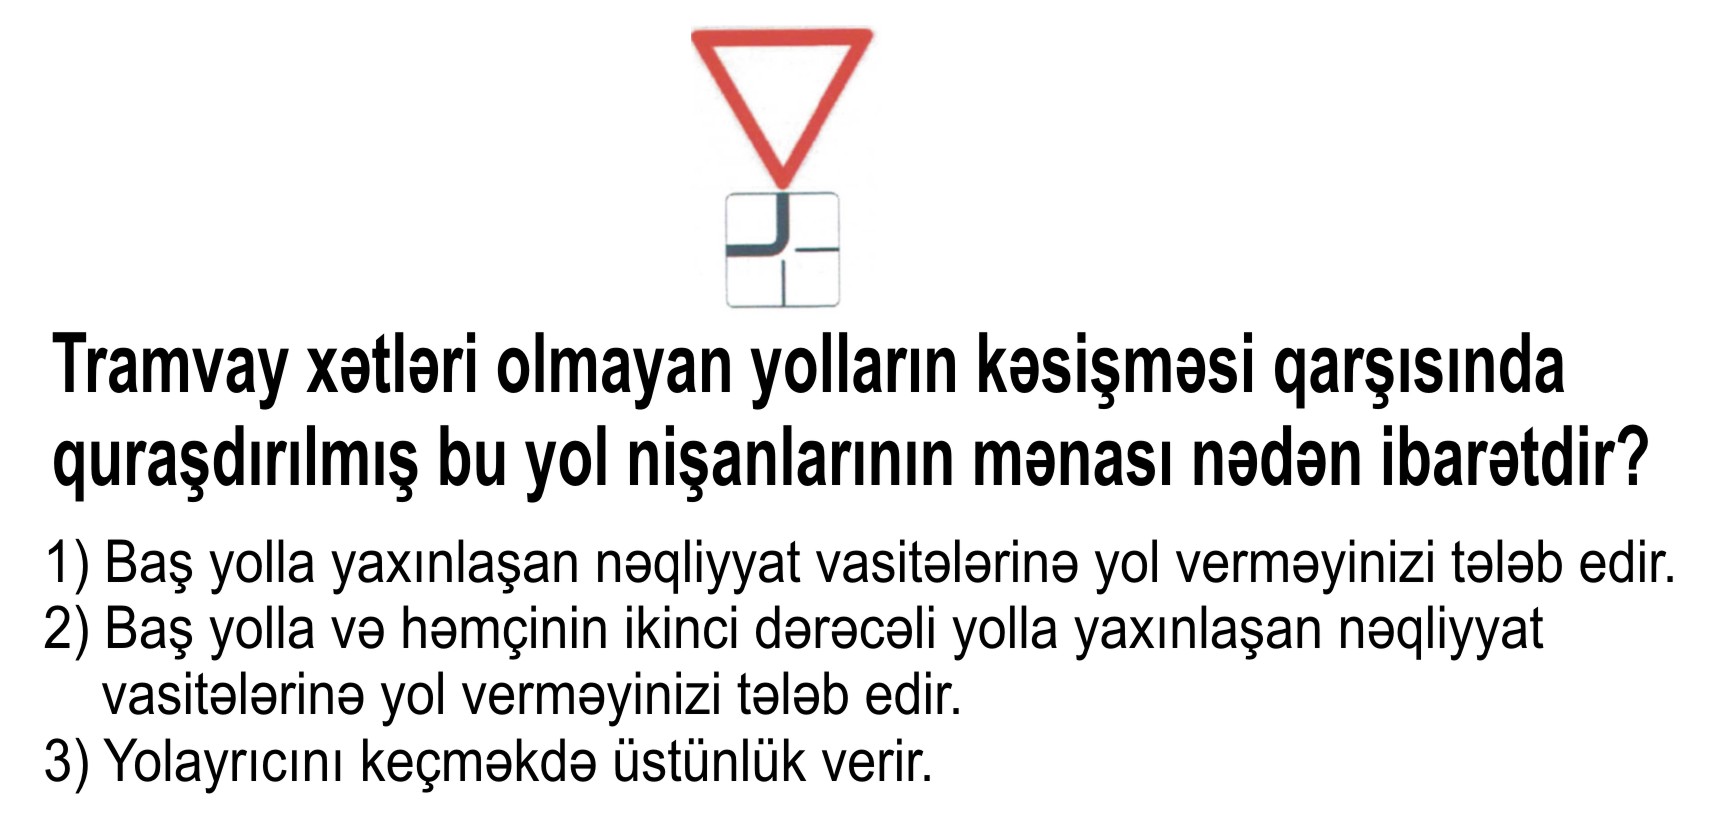 Tramvay xətləri olmayan yolların kəsişməsi qarşısında
quraşdırılmış bu yol nişanlarının mənası nədən ibarətdir?
1) Baş yolla yaxınlaşan nəqliyyat vasitələrinə yol verməyinizi tələb edir.
2) Baş yolla və həmçinin ikinci dərəcəli yolla yaxınlaşan nəqliyyat
vasitələrinə yol verməyinizi tələb edir.
3) Yolayrıcını keçməkdə üstünlük verir.